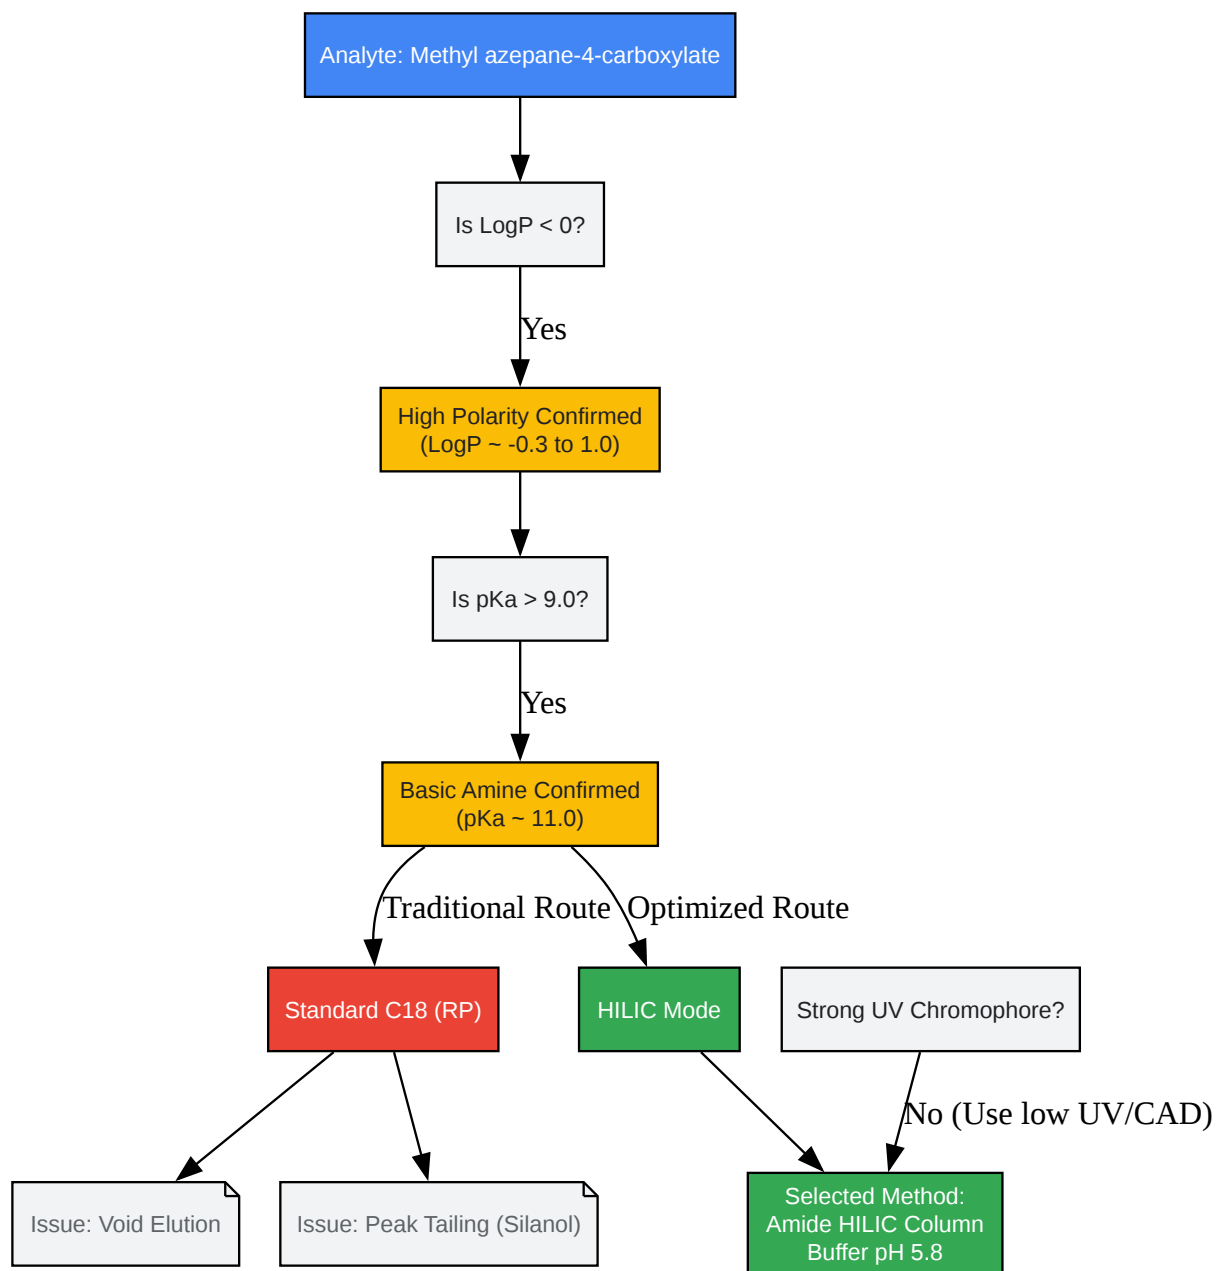 Analyte: Methyl azepane-4-carboxylate
Is LogP < 0?
Yes
High Polarity Confirmed
(LogP ~ -0.3 to 1.0)
Is pKa > 9.0?
Yes
Basic Amine Confirmed
(pKa ~ 11.0)
Traditional Route
Optimized Route
Standard C18 (RP)
HILIC Mode
Strong UV Chromophore?
No (Use low UV/CAD)
Issue: Void Elution
Issue: Peak Tailing (Silanol)
Selected Method:
Amide HILIC Column
Buffer pH 5.8